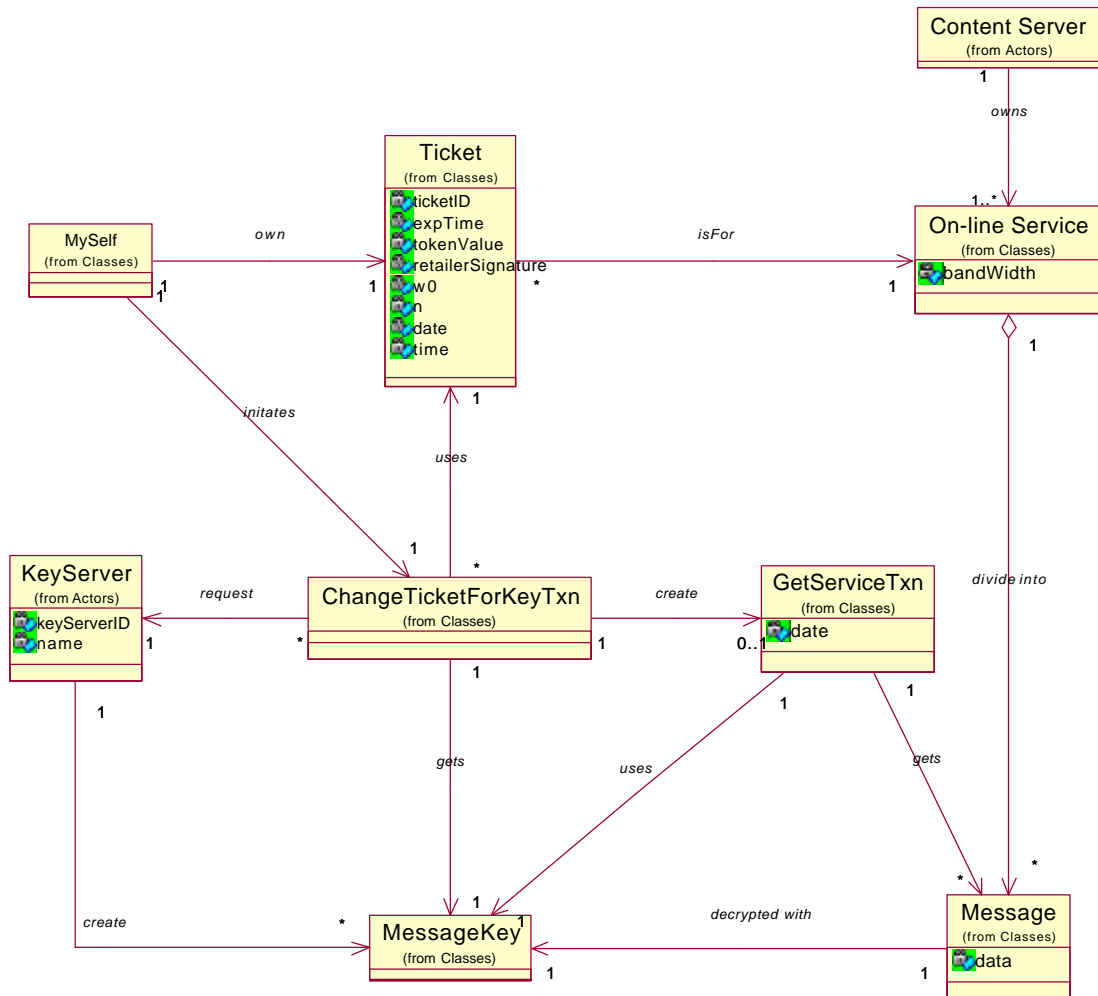 Content Server
(from Actors)
1
owns
1..*
On-line Service
(from Classes)
bandWidth
1
Ticket
(from Classes)
ticketID
expTime
tokenValue
retailerSignature
w0
n
date
time
MySelf
(from Classes)
own
1
1
1
isFor
*
1
initates
1
uses
1
*
KeyServer
(from Actors)
keyServerID
name
request
1
*
ChangeTicketForKeyTxn
(from Classes)
create
1
0..1
GetServiceTxn
(from Classes)
date
divide into
*
1
1
1
1
gets
uses
gets
1
1
*
create
*
MessageKey
(from Classes)
decrypted with
1
1
Message
(from Classes)
data